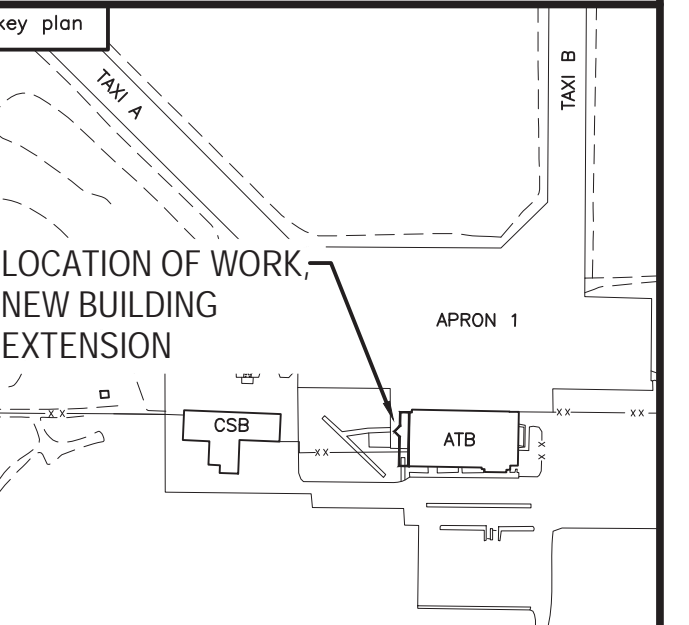 key plan
TAXI A
TAXI B
LOCATION OF WORK,
NEW BUILDING
EXTENSION
APRON 1
CSB
ATB
x x
x x
x x
x x
x x